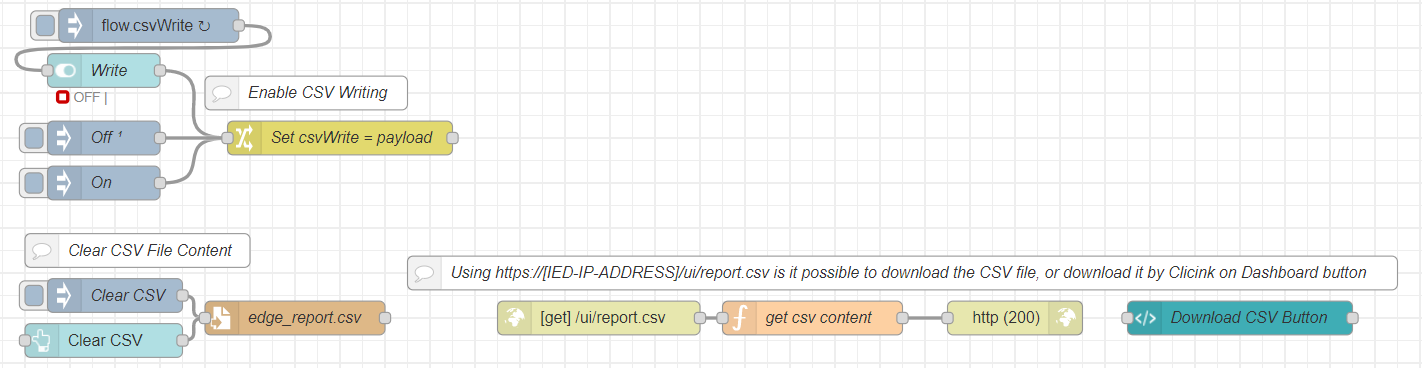 flow.csvWrite ↻
Write
OFF |
Enable CSV Writing
Off ¹
Set csvWrite = payload
On
Clear CSV File Content
Using https://[IED-IP-ADDRESS]/ui/report.csv is it possible to download the CSV file, or download it by Clicink on Dashboard button
Clear CSV
edge_report.csv
[get] /ui/report.csv
get csv content
http (200)
Download CSV Button
Clear CSV